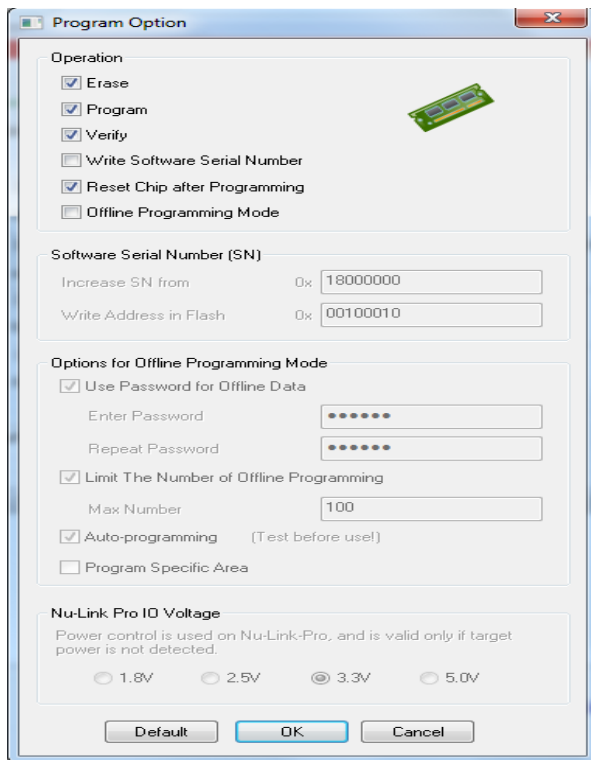 Program Option
Operation
Erase
Program
Verify
Write Software Serial Number
Reset Chip after Programming
Offline Programming Mode
Software Serial Number (SN)
Increase SN from 0x 18000000
Write Address in Flash 0x 00100010
Options for Offline Programming Mode
Use Password for Offline Data
Enter Password ●●●●●●
Repeat Password ●●●●●●
Limit The Number of Offline Programming
Max Number 100
Auto-programming (Test before use!)
Program Specific Area
Nu-Link Pro IO Voltage
Power control is used on Nu-Link-Pro, and is valid only if target
power is not detected.
1.8V 2.5V 3.3V 5.0V
Default OK Cancel